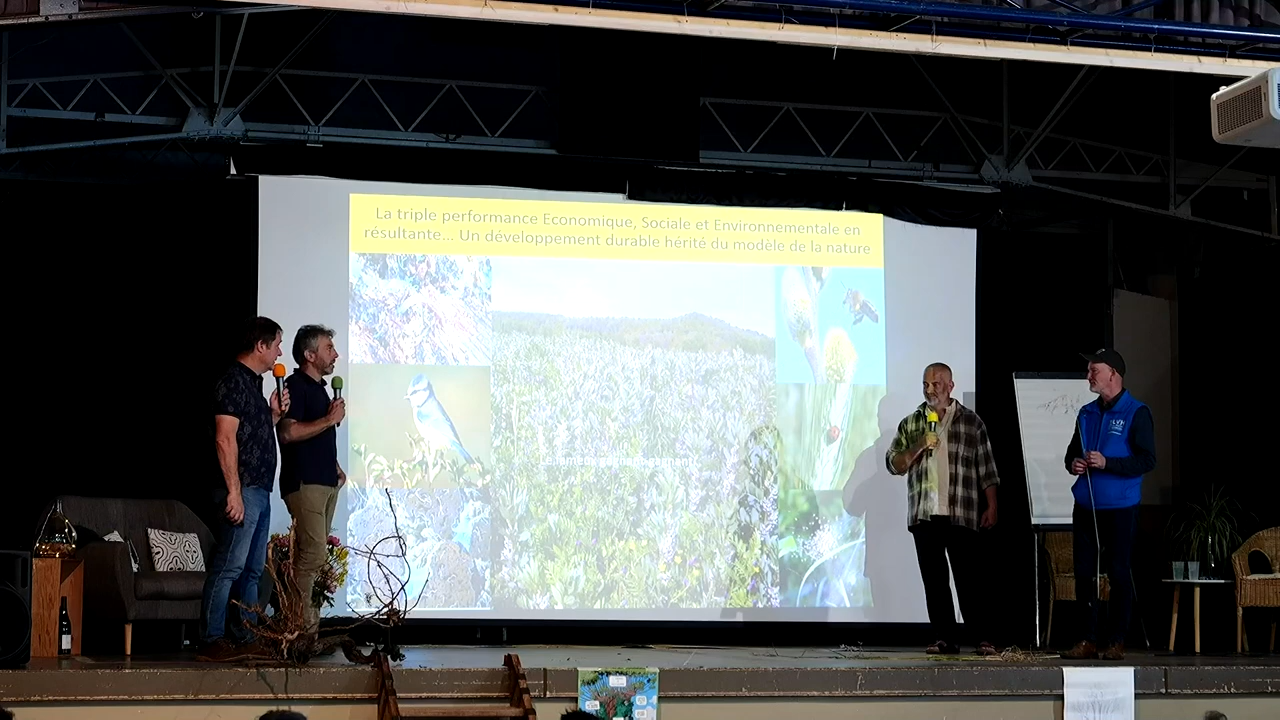 La triple performance Economique, Sociale et Environnementale en
résultante... Un développement durable hérité du modèle de la nature